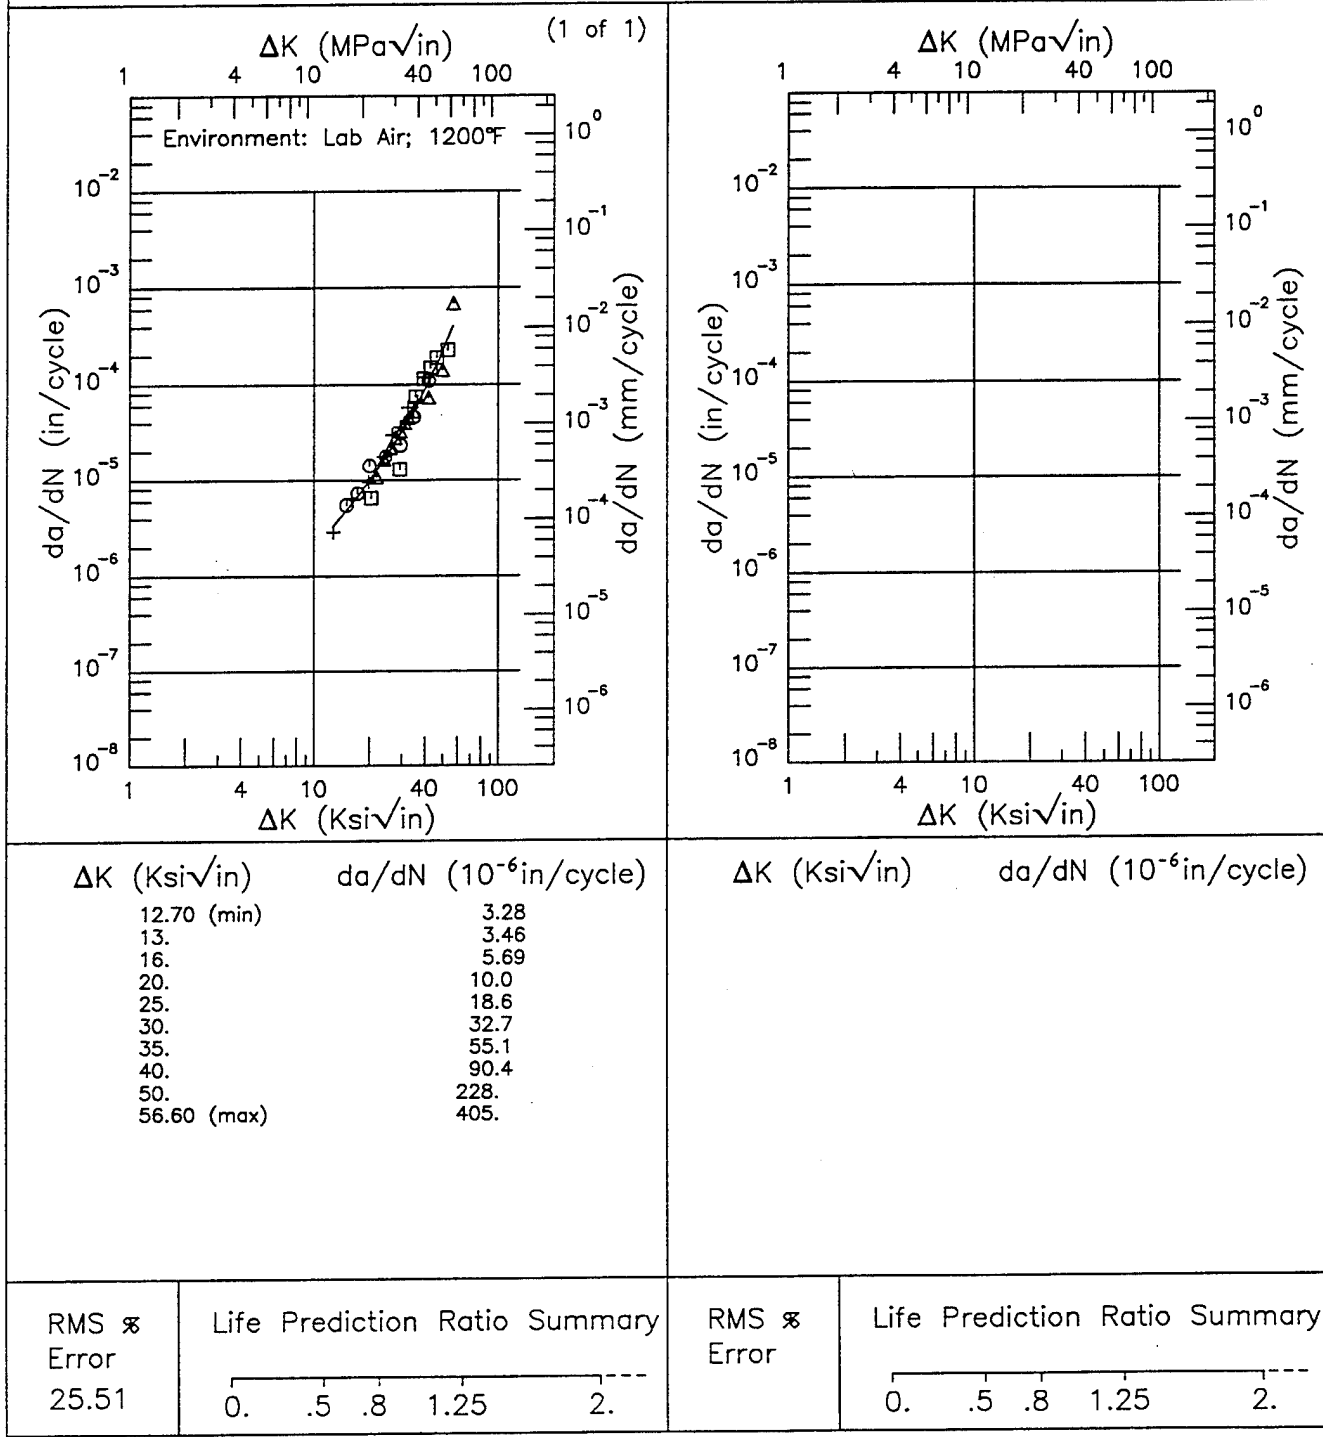 (1 of 1)
ΔK (MPa√in)
1 4 10 40 100
Environment: Lab Air; 1200°F
10⁻²
10⁻³
10⁻⁴
10⁻⁵
10⁻⁶
10⁻⁷
10⁻⁸
da/dN (in/cycle)
10⁰
10⁻¹
10⁻²
10⁻³
10⁻⁴
10⁻⁵
10⁻⁶
da/dN (mm/cycle)
1 4 10 40 100
ΔK (Ksi√in)
ΔK (MPa√in)
1 4 10 40 100
10⁻²
10⁻³
10⁻⁴
10⁻⁵
10⁻⁶
10⁻⁷
10⁻⁸
da/dN (in/cycle)
10⁰
10⁻¹
10⁻²
10⁻³
10⁻⁴
10⁻⁵
10⁻⁶
da/dN (mm/cycle)
1 4 10 40 100
ΔK (Ksi√in)
ΔK (Ksi√in) da/dN (10⁻⁶in/cycle)
12.70 (min) 3.28
13. 3.46
16. 5.69
20. 10.0
25. 18.6
30. 32.7
35. 55.1
40. 90.4
50. 228.
56.60 (max) 405.
ΔK (Ksi√in) da/dN (10⁻⁶in/cycle)
RMS %
Error
25.51
Life Prediction Ratio Summary
0. .5 .8 1.25 2.
RMS %
Error
Life Prediction Ratio Summary
0. .5 .8 1.25 2.